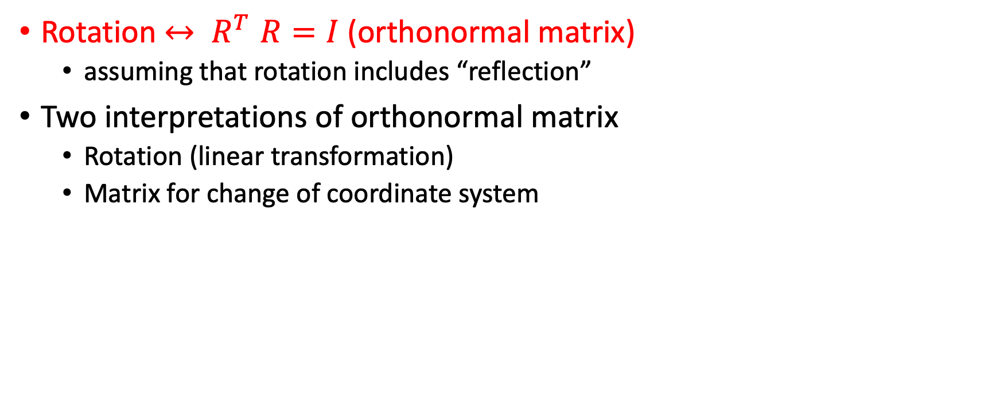 • Rotation ↔ R^T R = I (orthonormal matrix)
• assuming that rotation includes “reflection”
• Two interpretations of orthonormal matrix
• Rotation (linear transformation)
• Matrix for change of coordinate system